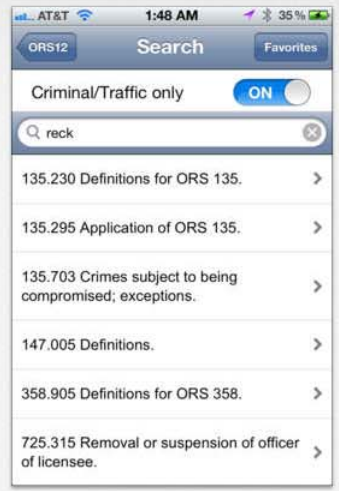 AT&T 1:48 AM 35%
ORS12 Search Favorites
Criminal/Traffic only ON
reck
135.230 Definitions for ORS 135.
135.295 Application of ORS 135.
135.703 Crimes subject to being
compromised; exceptions.
147.005 Definitions.
358.905 Definitions for ORS 358.
725.315 Removal or suspension of officer
of licensee.